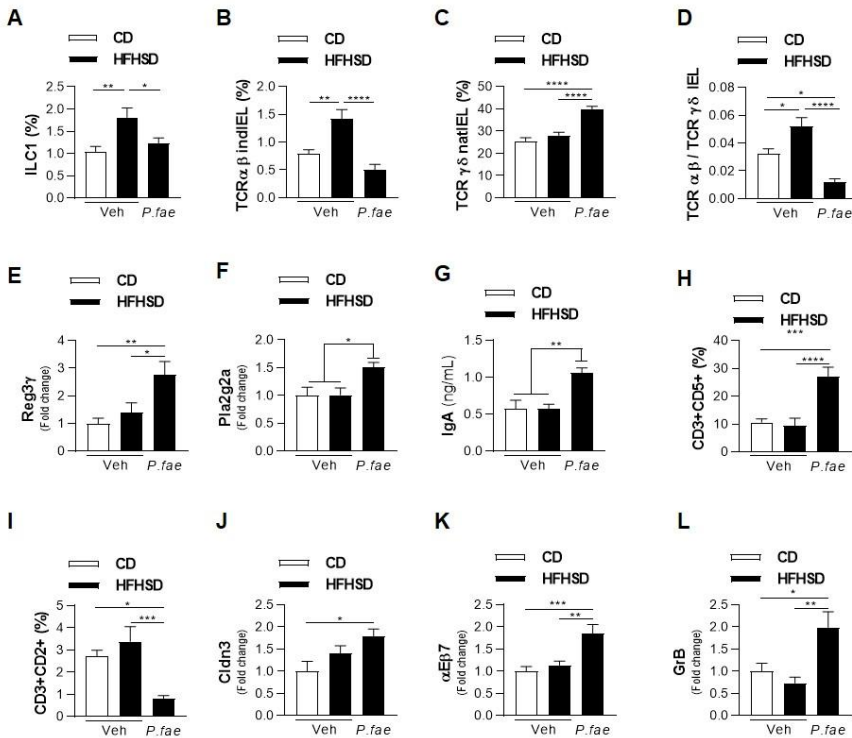 A
CD
HFHSD
** *
ILC1 (%)
2.5
2.0
1.5
1.0
0.5
0.0
Veh P.fae
B
CD
HFHSD
** ****
TCRα β indIEL (%)
2.0
1.5
1.0
0.5
0.0
Veh P.fae
C
CD
HFHSD
****
****
TCR γδ natIEL (%)
50
40
30
20
10
0
Veh P.fae
D
CD
HFHSD
*
* ****
TCR α β / TCR γδ IEL
0.08
0.06
0.04
0.02
0.00
Veh P.fae
E
CD
HFHSD
**
*
Reg3γ
(Fold change)
4
3
2
1
0
Veh P.fae
F
CD
HFHSD
*
Pla2g2a
(Fold change)
2.0
1.5
1.0
0.5
0.0
Veh P.fae
G
CD
HFHSD
**
IgA (ng/mL)
1.5
1.0
0.5
0.0
Veh P.fae
H
CD
HFHSD
***
****
CD3+CD5+ (%)
40
30
20
10
0
Veh P.fae
I
CD
HFHSD
*
***
CD3+CD2+ (%)
5
4
3
2
1
0
Veh P.fae
J
CD
HFHSD
*
Cldn3
(Fold change)
2.5
2.0
1.5
1.0
0.5
0.0
Veh P.fae
K
CD
HFHSD
***
**
αEβ7
(Fold change)
2.5
2.0
1.5
1.0
0.5
0.0
Veh P.fae
L
CD
HFHSD
*
**
GrB
(Fold change)
2.5
2.0
1.5
1.0
0.5
0.0
Veh P.fae